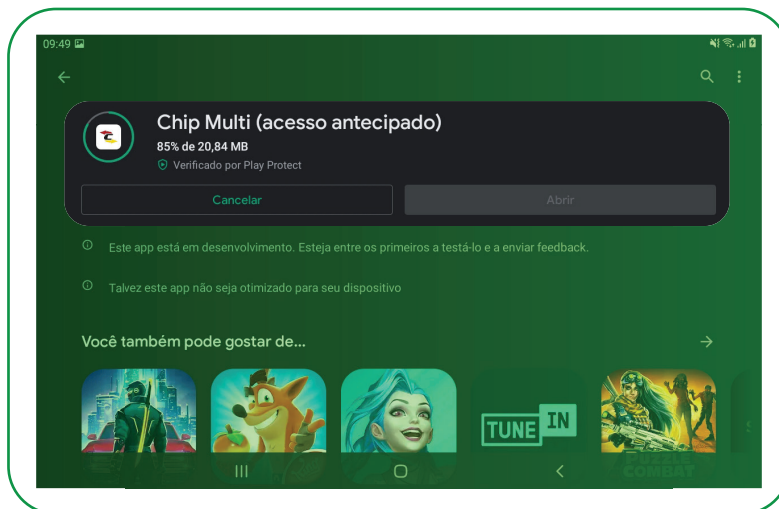 09:49
Chip Multi (acesso antecipado)
85% de 20,84 MB
Verificado por Play Protect
Cancelar
Abrir
Este app está em desenvolvimento. Esteja entre os primeiros a testá-lo e a enviar feedback.
Talvez este app não seja otimizado para seu dispositivo
Você também pode gostar de...
TUNE IN
PUZZLE
COMBAT